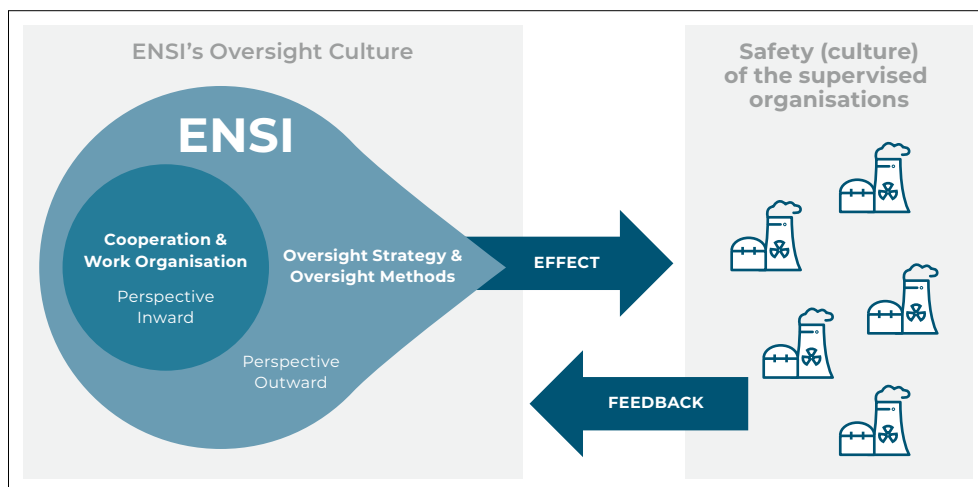 ENSI's Oversight Culture
ENSI
Cooperation &
Work Organisation
Perspective
Inward
Oversight Strategy &
Oversight Methods
Perspective
Outward
EFFECT
FEEDBACK
Safety (culture)
of the supervised
organisations